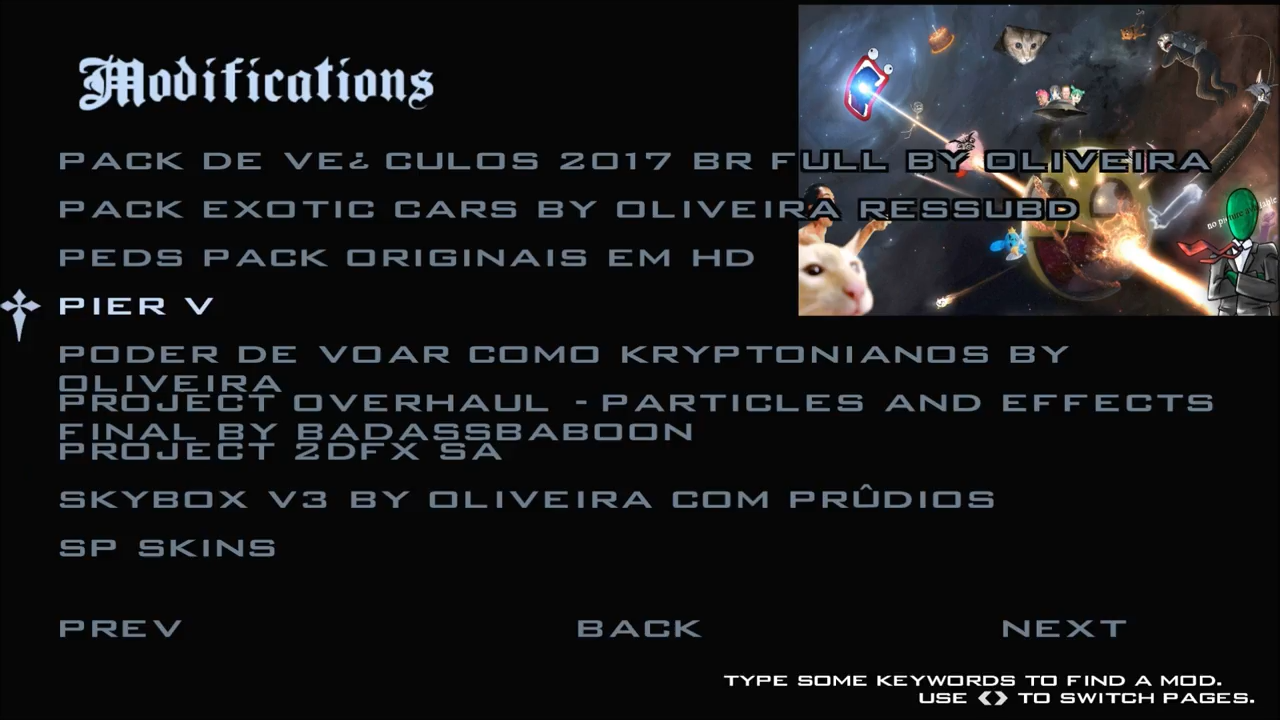 Modifications
PACK DE VE¿ CULOS 2017 BR FULL BY OLIVEIRA
PACK EXOTIC CARS BY OLIVEIRA RESSUBD
no picture available
PEDS PACK ORIGINAIS EM HD
PIER V
PODER DE VOAR COMO KRYPTONIANOS BY
OLIVEIRA
PROJECT OVERHAUL - PARTICLES AND EFFECTS
FINAL BY BADASSBABOON
PROJECT 2DFX SA
SKYBOX V3 BY OLIVEIRA COM PRÛDIOS
SP SKINS
PREV
BACK
NEXT
TYPE SOME KEYWORDS TO FIND A MOD.
USE <> TO SWITCH PAGES.